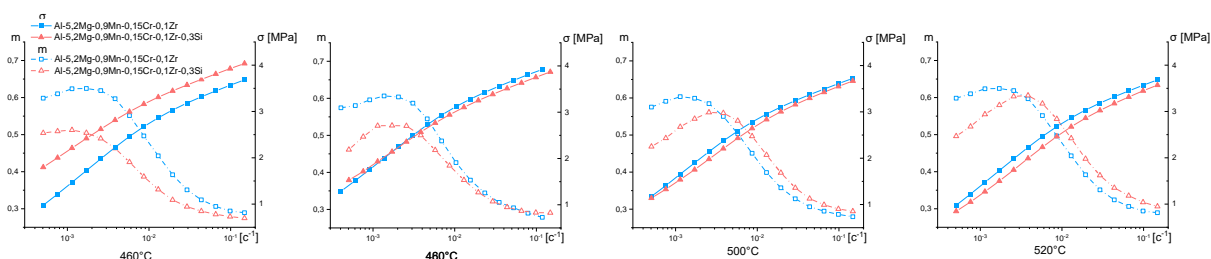 σ
Al-5,2Mg-0,9Mn-0,15Cr-0,1Zr
m Al-5,2Mg-0,9Mn-0,15Cr-0,1Zr-0,3Si σ [MPa]
m
Al-5,2Mg-0,9Mn-0,15Cr-0,1Zr
Al-5,2Mg-0,9Mn-0,15Cr-0,1Zr-0,3Si
0,7
0,6
0,5
0,4
0,3
4
3
2
1
10⁻³ 10⁻² 10⁻¹ [c⁻¹]
460°C
m σ [MPa]
0,7
0,6
0,5
0,4
0,3
4
3
2
1
10⁻³ 10⁻² 10⁻¹ [c⁻¹]
460°C
m σ [MPa]
0,7
0,6
0,5
0,4
0,3
4
3
2
1
10⁻³ 10⁻² 10⁻¹ [c⁻¹]
500°C
m σ [MPa]
0,7
0,6
0,5
0,4
0,3
4
3
2
1
10⁻³ 10⁻² 10⁻¹ [c⁻¹]
520°C